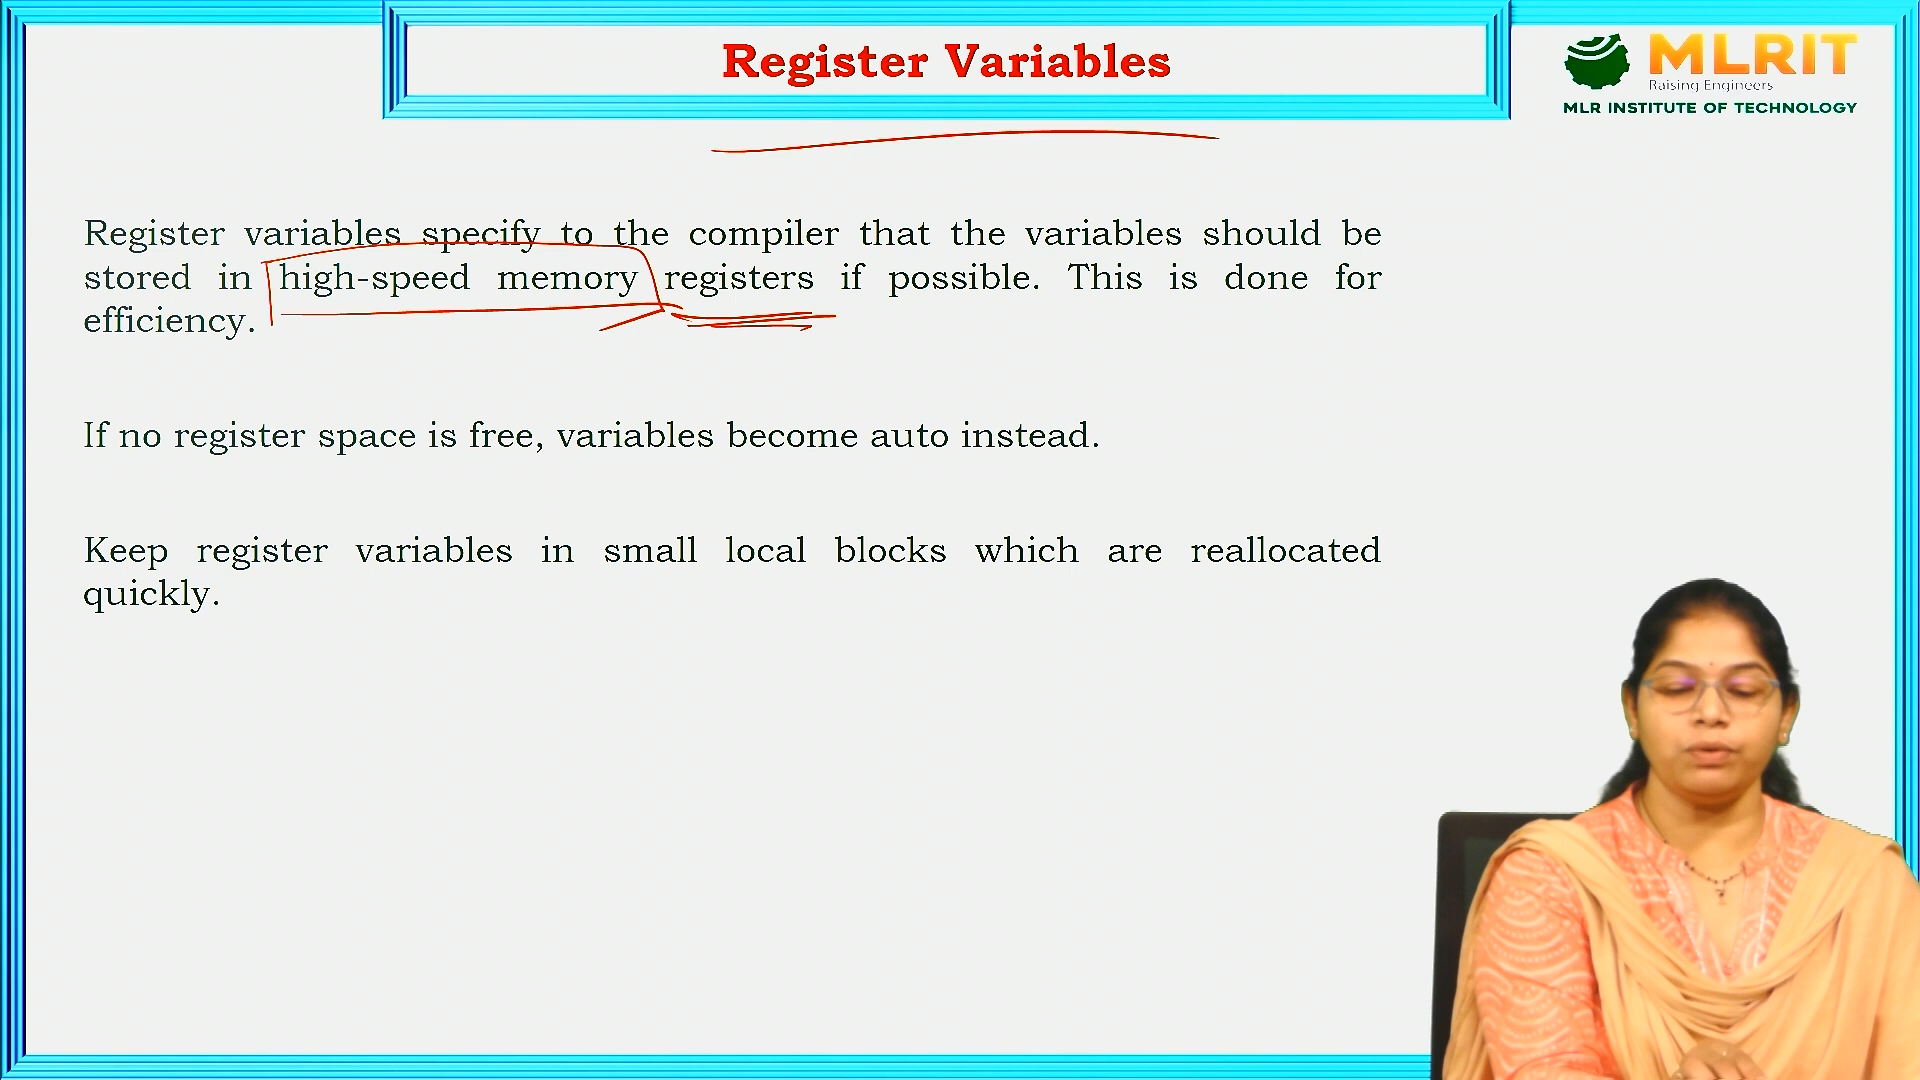 Register Variables
MLRIT
Raising Engineers
MLR INSTITUTE OF TECHNOLOGY
Register variables specify to the compiler that the variables should be
stored in high-speed memory registers if possible. This is done for
efficiency.
If no register space is free, variables become auto instead.
Keep register variables in small local blocks which are reallocated
quickly.